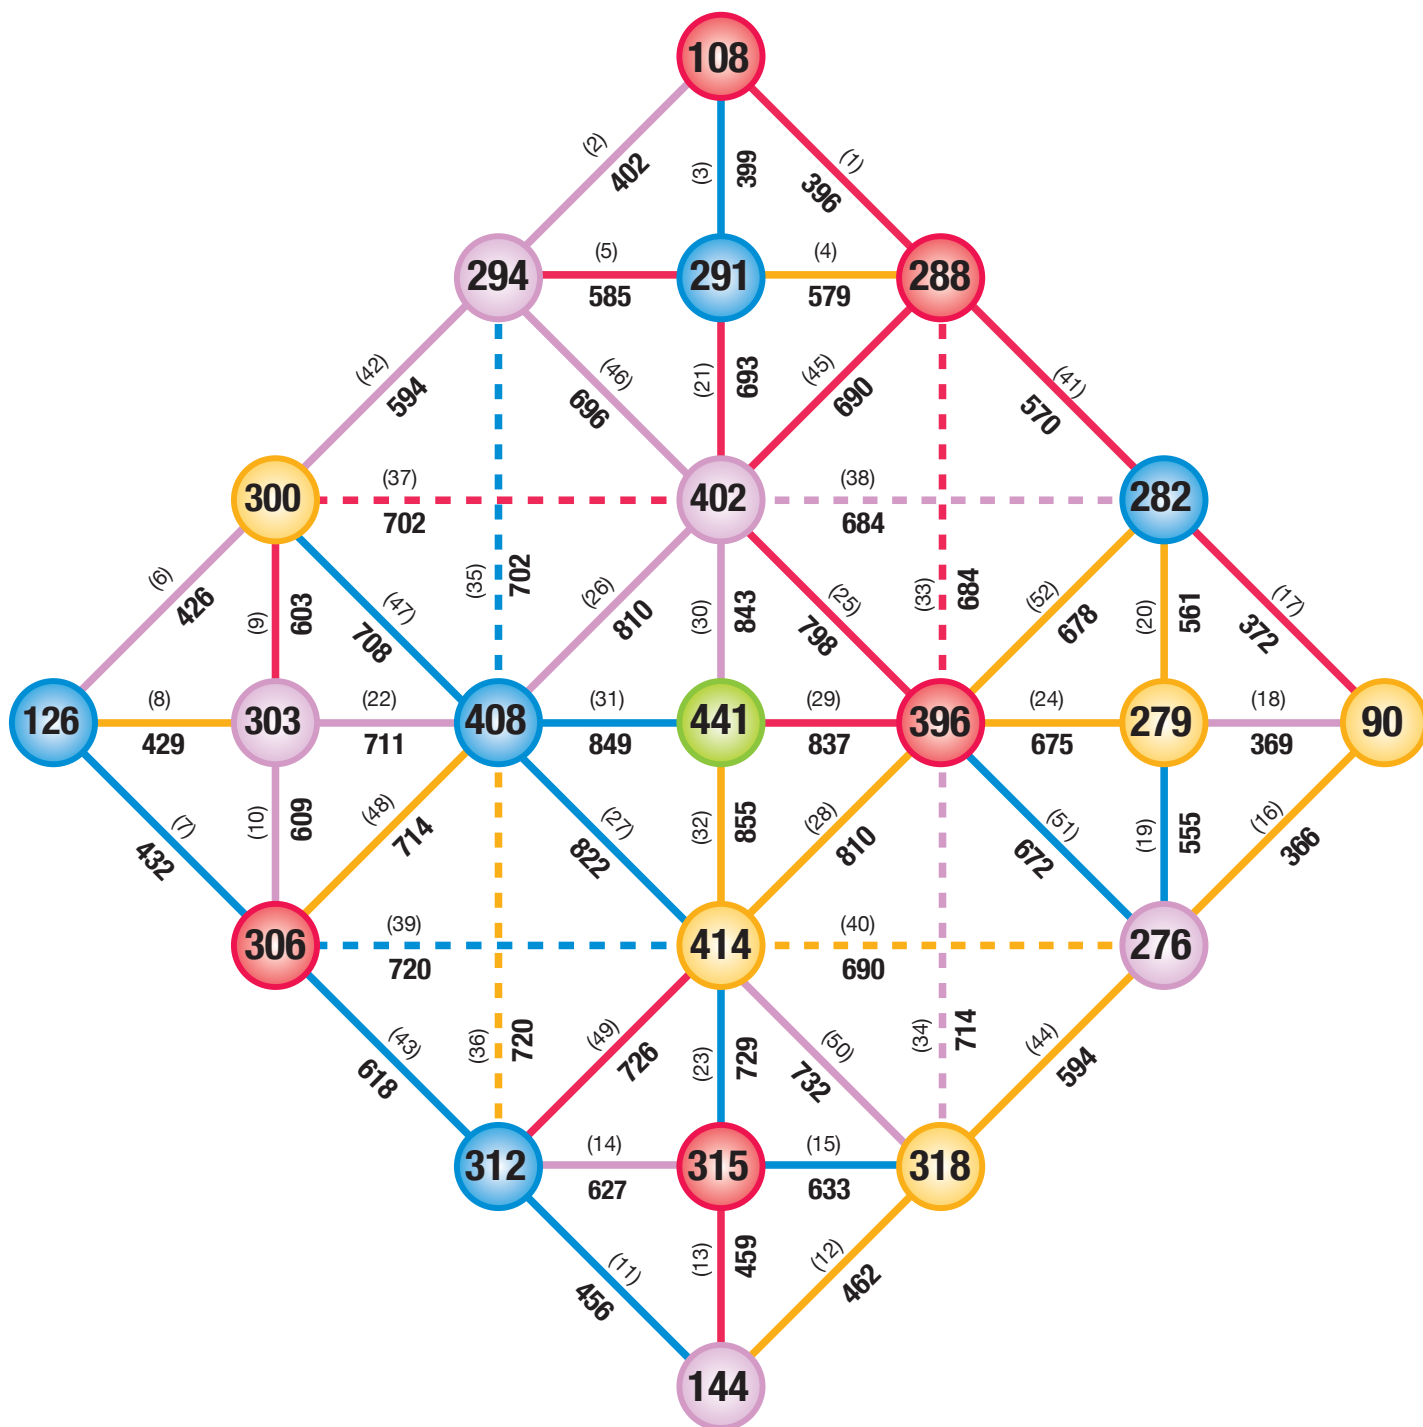 108
(2) 402 (3) 399 (1) 396
294 (5) 585 291 (4) 579 288
(42) 594 (46) 696 (21) 693 (45) 690 (41) 570
300 (37) 702 402 (38) 684 282
(6) 426 (9) 603 (47) 708 (35) 702 (26) 810 (30) 843 (25) 798 (33) 684 (52) 678 (20) 561 (17) 372
126 (8) 429 303 (22) 711 408 (31) 849 441 (29) 837 396 (24) 675 279 (18) 369 90
(7) 432 (10) 609 (48) 714 (27) 822 (32) 855 (28) 810 (51) 672 (19) 555 (16) 366
306 (39) 720 414 (40) 690 276
(43) 618 (36) 720 (49) 726 (23) 729 (50) 732 (34) 714 (44) 594
312 (14) 627 315 (15) 633 318
(11) 456 (13) 459 (12) 462
144